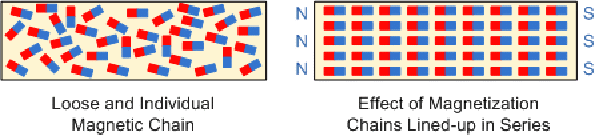 N S
N S
N S
Loose and Individual
Magnetic Chain
Effect of Magnetization
Chains Lined-up in Series